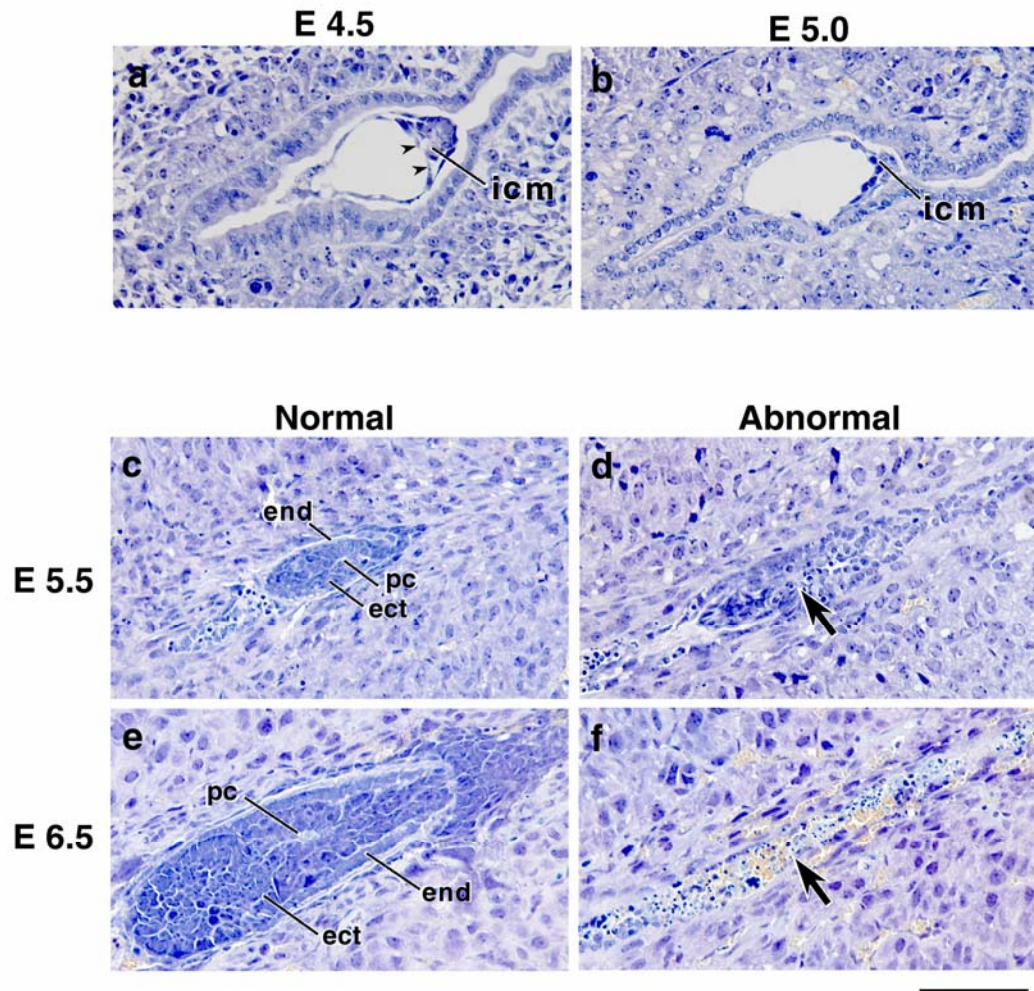 E 4.5
E 5.0
a
b
icm
icm
Normal
Abnormal
E 5.5
c
d
end
pc
ect
E 6.5
e
f
pc
end
ect